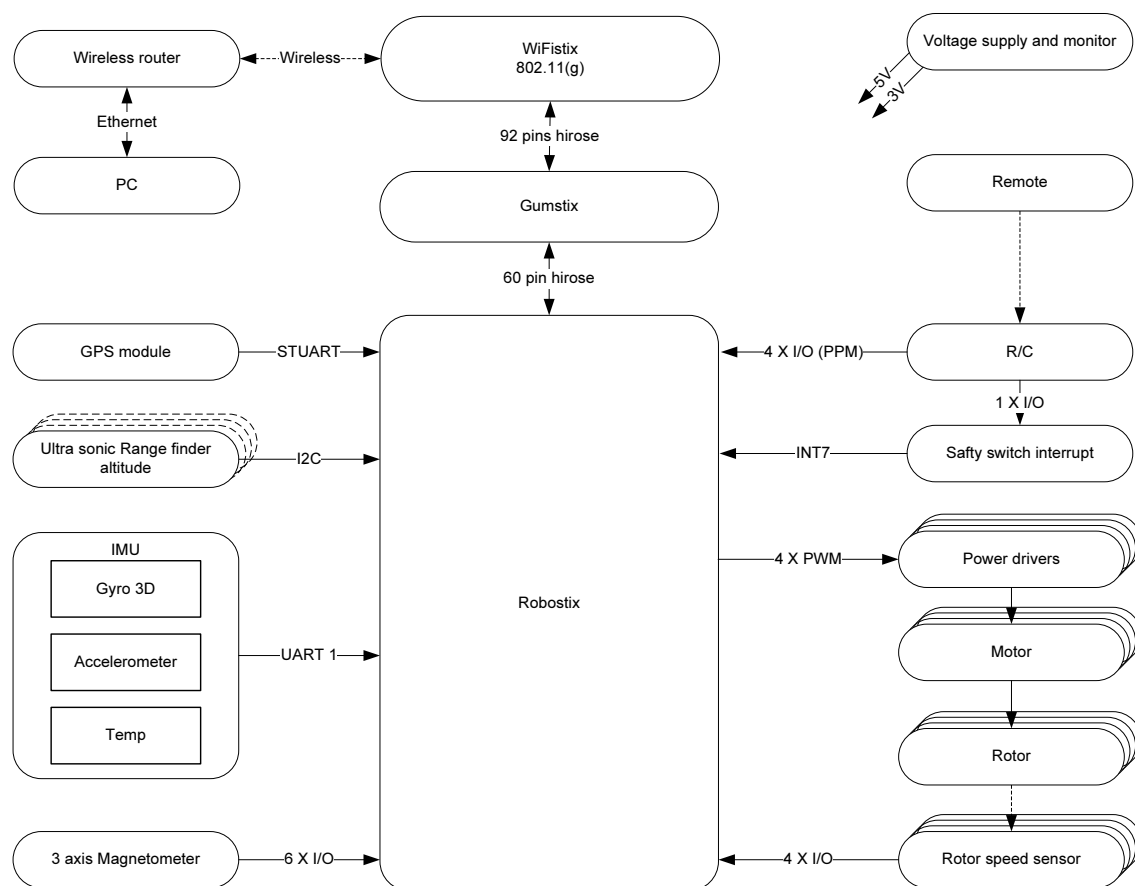 Wireless router
Wireless
WiFistix
802.11(g)
Voltage supply and monitor
5V
3V
Ethernet
92 pins hirose
PC
Gumstix
Remote
60 pin hirose
GPS module
STUART
4 X I/O (PPM)
R/C
1 X I/O
Ultra sonic Range finder
altitude
I2C
INT7
Safty switch interrupt
IMU
Gyro 3D
Accelerometer
Temp
UART 1
Robostix
4 X PWM
Power drivers
Motor
Rotor
3 axis Magnetometer
6 X I/O
4 X I/O
Rotor speed sensor